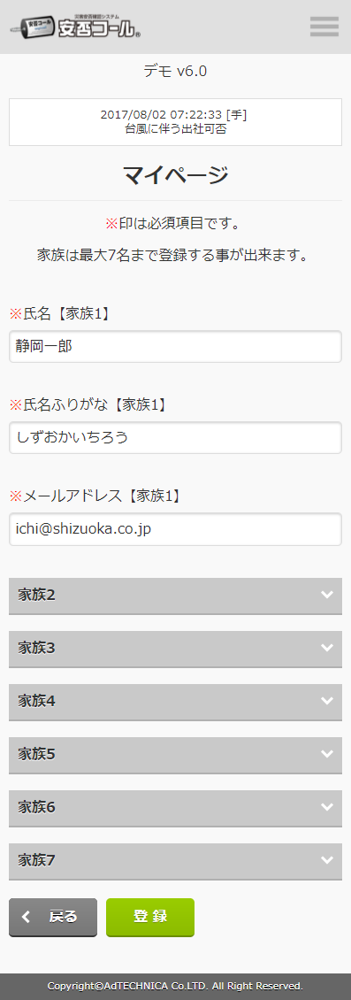 災害安否確認システム
安否コール
安否コール®
デモ v6.0
2017/08/02 07:22:33 [手]
台風に伴う出社可否
マイページ
※印は必須項目です。
家族は最大7名まで登録する事が出来ます。
※氏名【家族1】
静岡一郎
※氏名ふりがな【家族1】
しずおかいちろう
※メールアドレス【家族1】
ichi@shizuoka.co.jp
家族2
家族3
家族4
家族5
家族6
家族7
戻る
登 録
Copyright©AdTECHNICA Co.LTD. All Right Reserved.